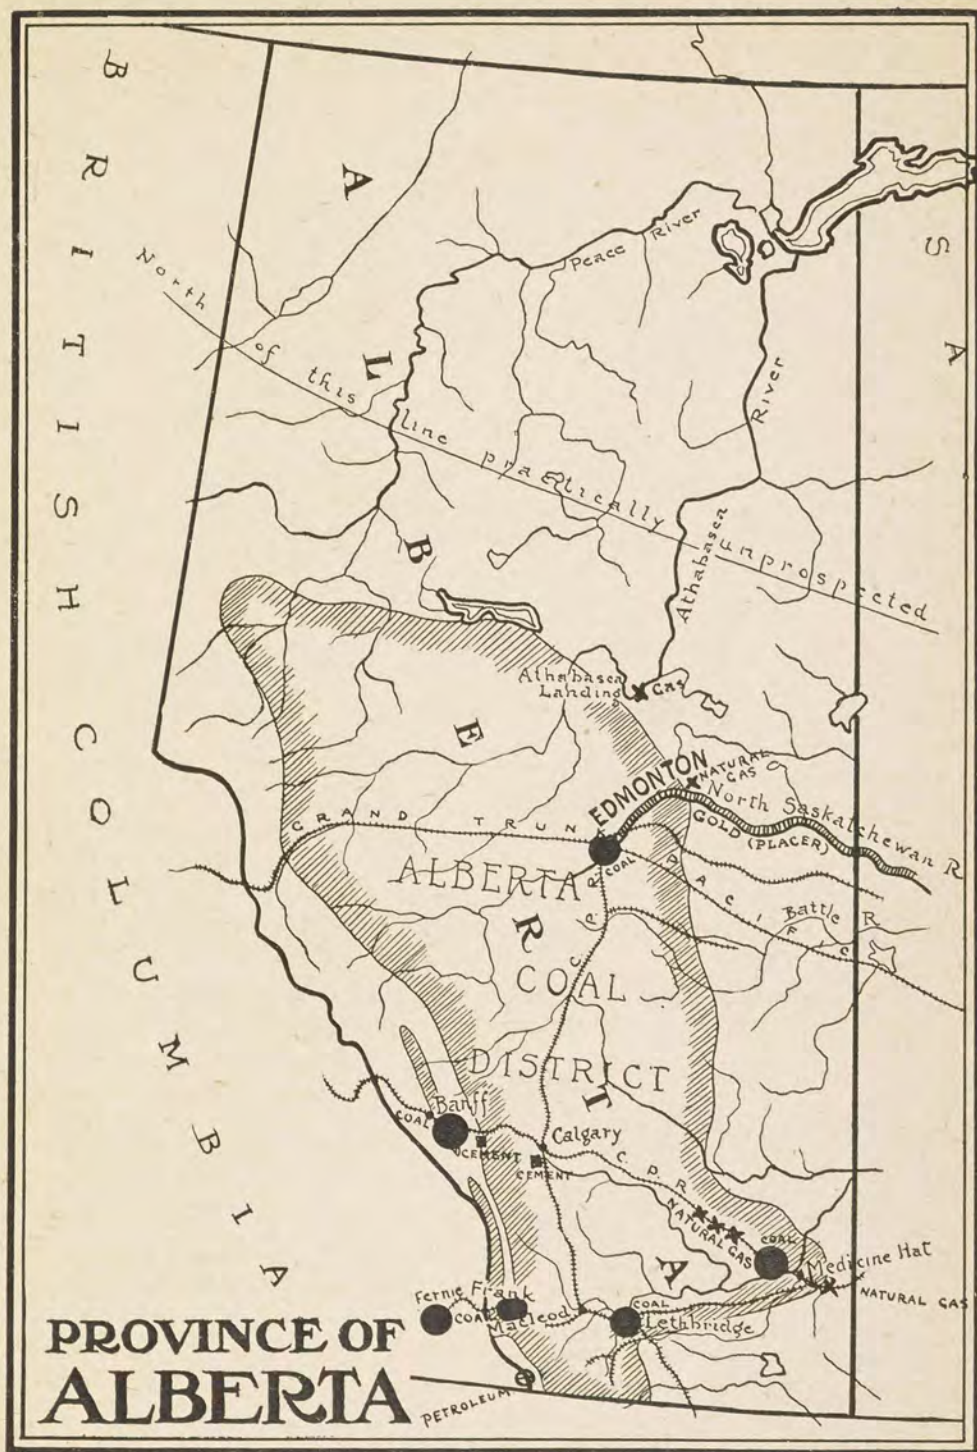 BRITISH COLUMBIA
ALBERTA
SA
Peace River
North of this line practically unprospected
Athabasca River
Athabasca
Landing
GAS
EDMONTON
NATURAL
GAS
North Saskatchewan R
GOLD
(PLACER)
GRAND TRUN
PACIFIC
COAL
Battle R
ALBERTA
COAL
DISTRICT
C
C
R
Banff
COAL
CEMENT
Calgary
CEMENT
C P R
NATURAL GAS
COAL
Medicine Hat
NATURAL GAS
Fernie
Frank
COAL
Macleod
COAL
Lethbridge
PETROLEUM
PROVINCE OF
ALBERTA